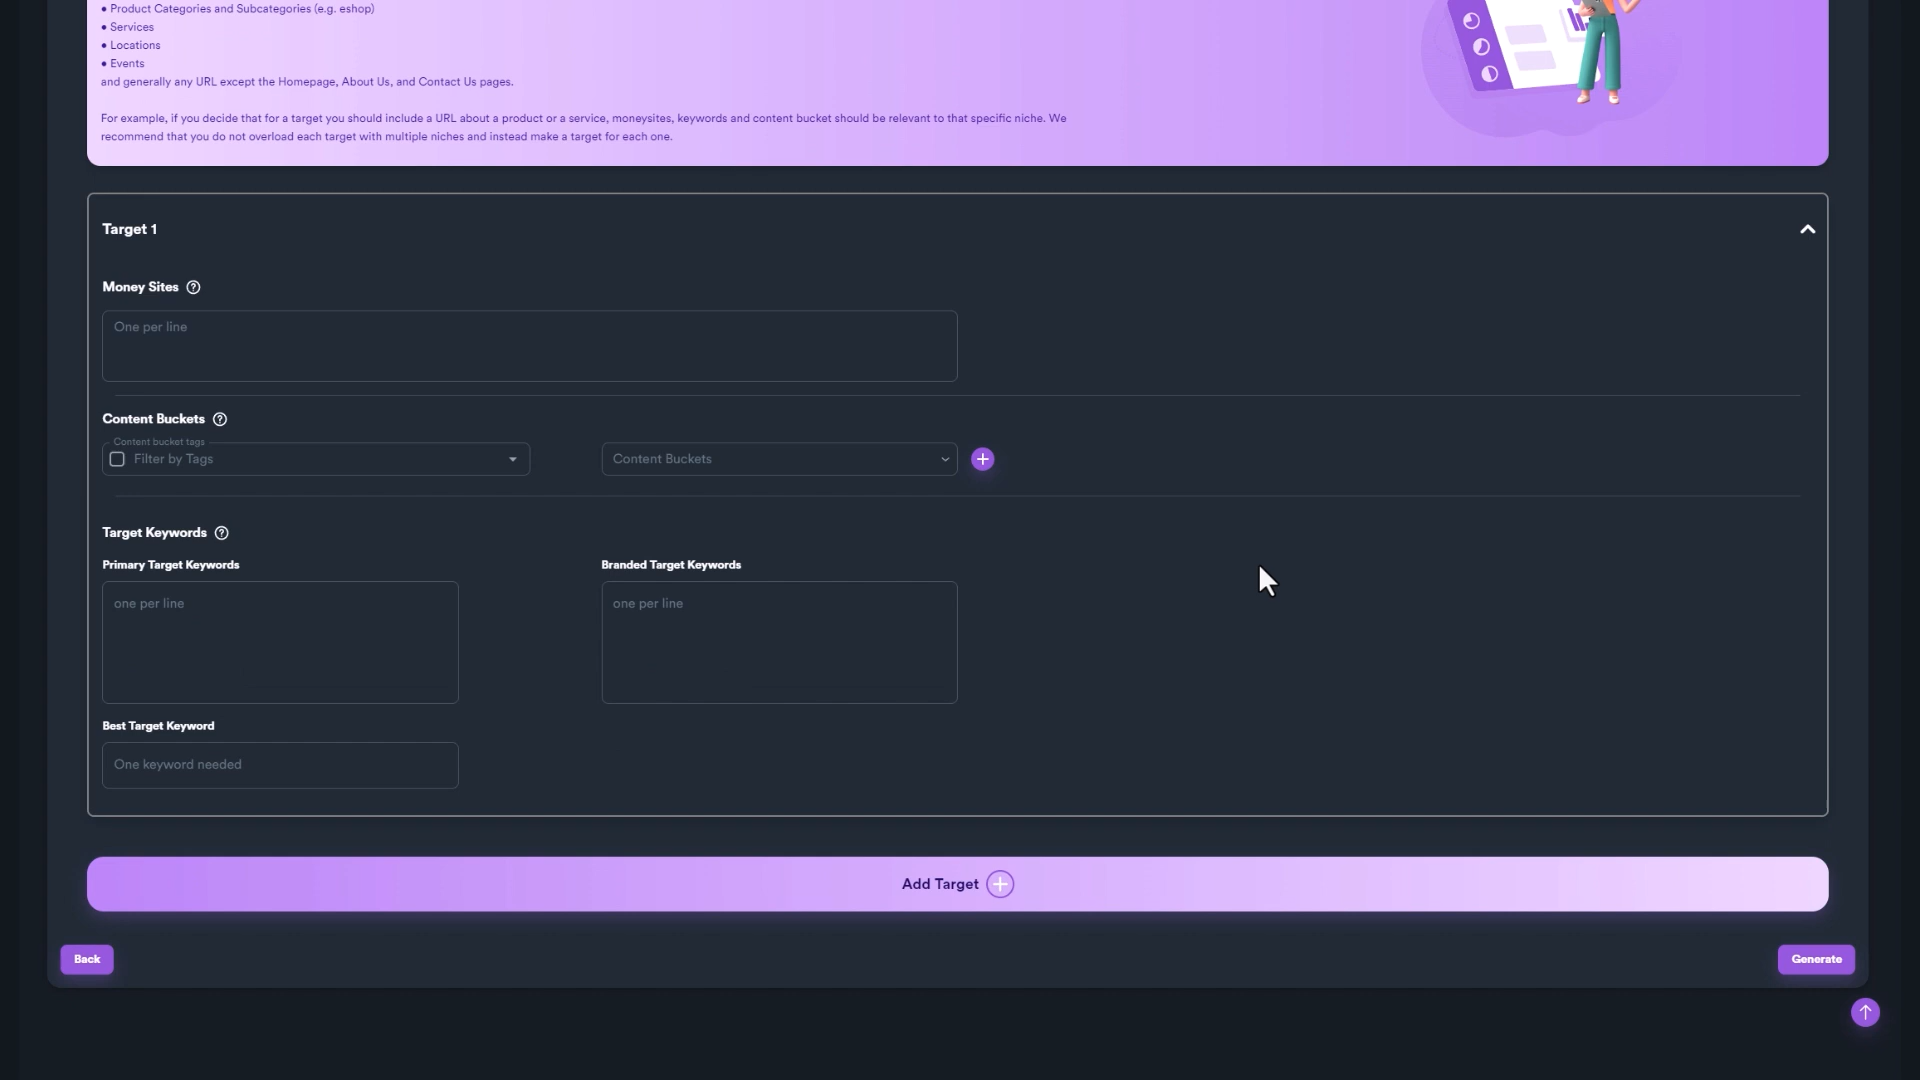 • Product Categories and Subcategories (e.g. eshop)
• Services
• Locations
• Events
and generally any URL except the Homepage, About Us, and Contact Us pages.
For example, if you decide that for a target you should include a URL about a product or a service, moneysites, keywords and content bucket should be relevant to that specific niche. We
recommend that you do not overload each target with multiple niches and instead make a target for each one.
Target 1
Money Sites
One per line
Content Buckets
Content bucket tags
Filter by Tags
Content Buckets
Target Keywords
Primary Target Keywords
Branded Target Keywords
one per line
one per line
Best Target Keyword
One keyword needed
Add Target
Back
Generate